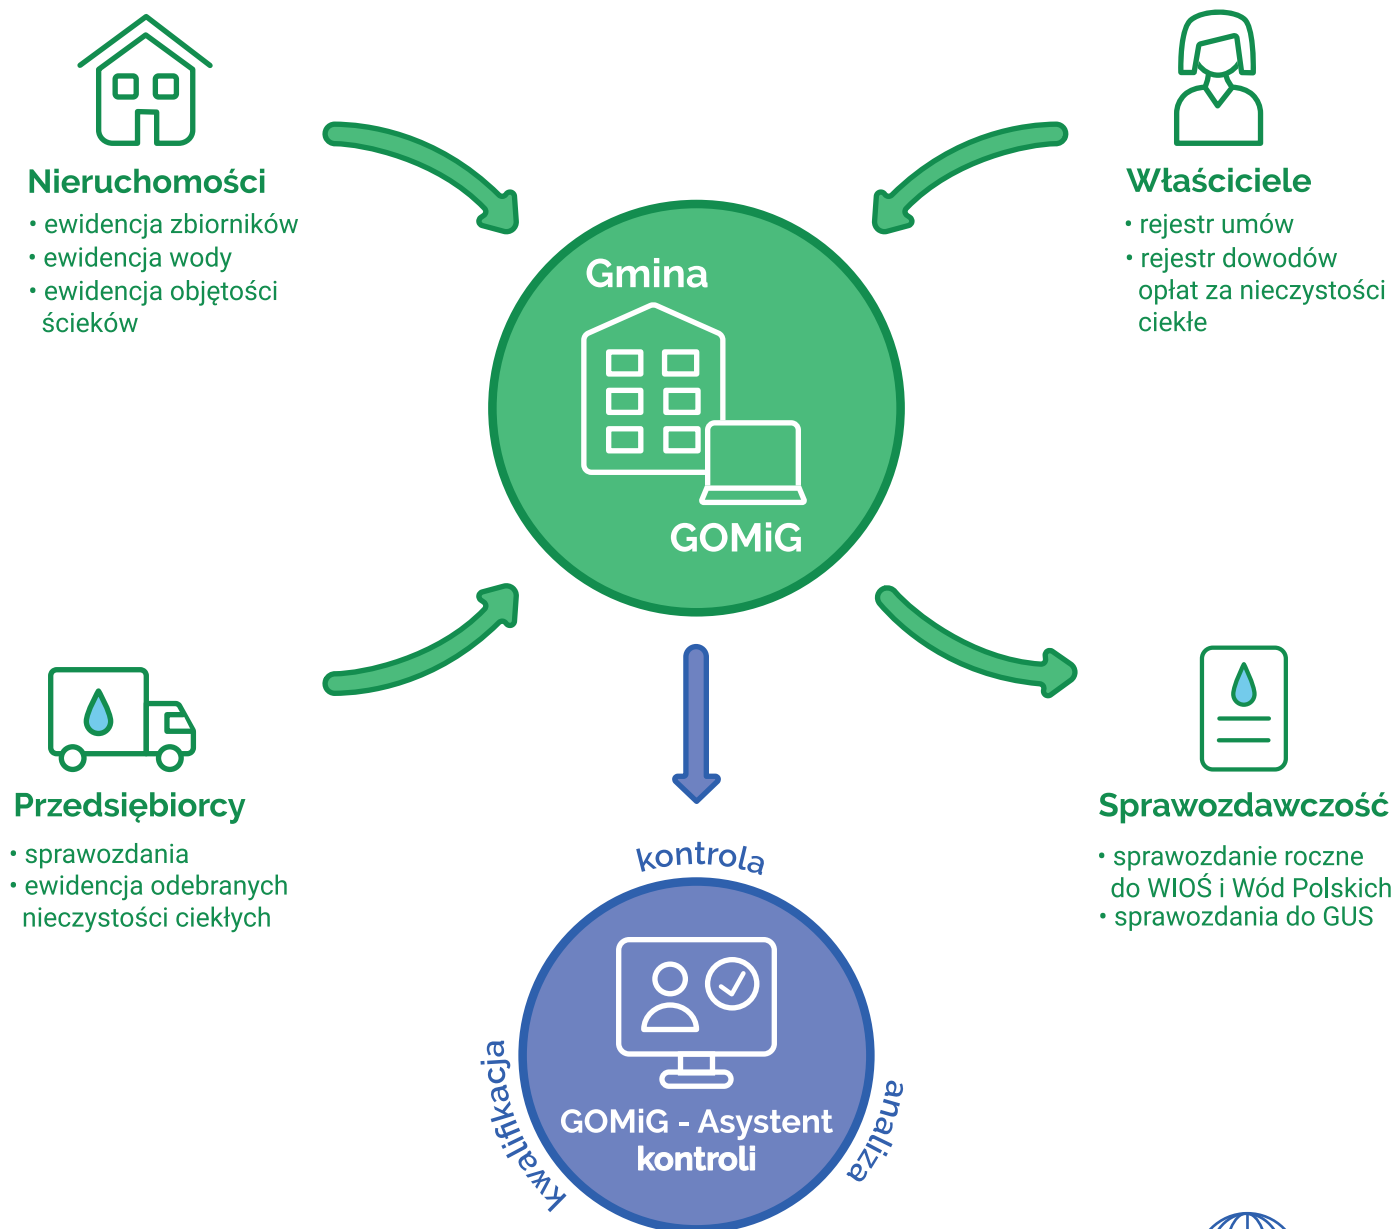 Nieruchomości
• ewidencja zbiorników
• ewidencja wody
• ewidencja objętości
ścieków
Właściciele
• rejestr umów
• rejestr dowodów
opłat za nieczystości
ciekłe
Gmina
GOMiG
Przedsiębiorcy
• sprawozdania
• ewidencja odebranych
nieczystości ciekłych
Sprawozdawczość
• sprawozdanie roczne
do WIOŚ i Wód Polskich
• sprawozdania do GUS
kontrola
kwalifikacja
analiza
GOMiG - Asystent
kontroli